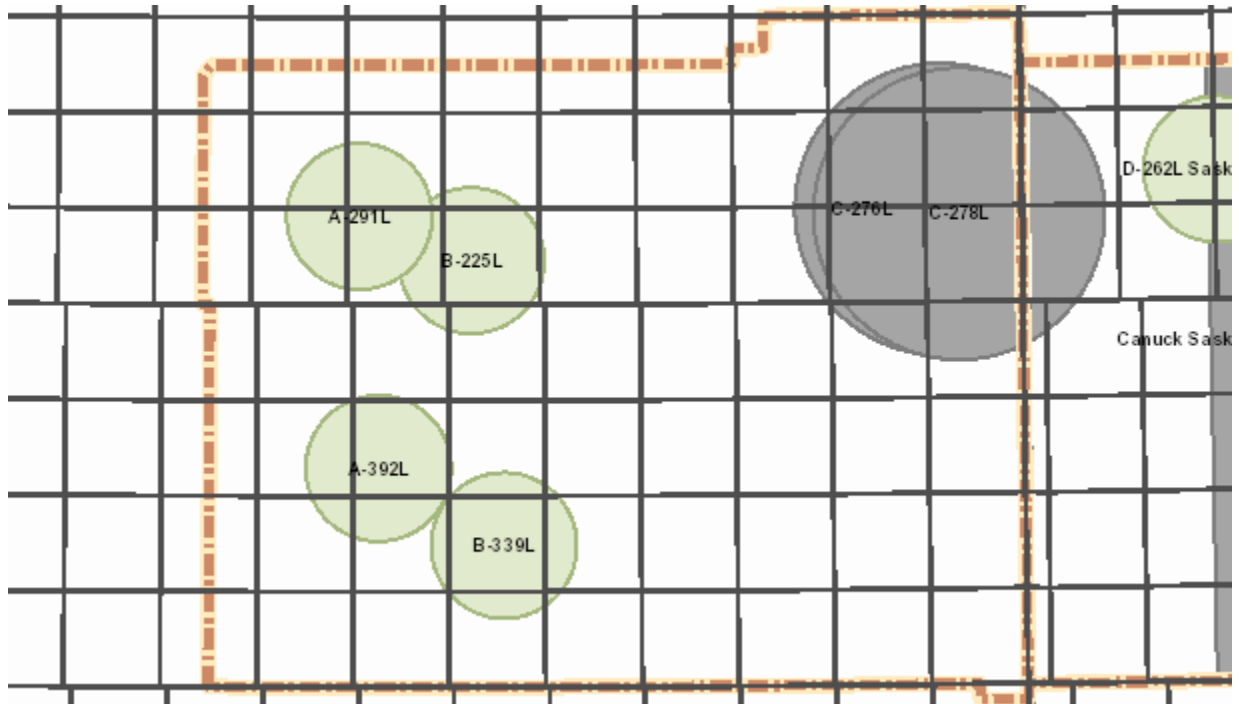 D-262L Sask
A-291L
C-276L
C-278L
B-225L
Canuck Sask
A-392L
B-339L